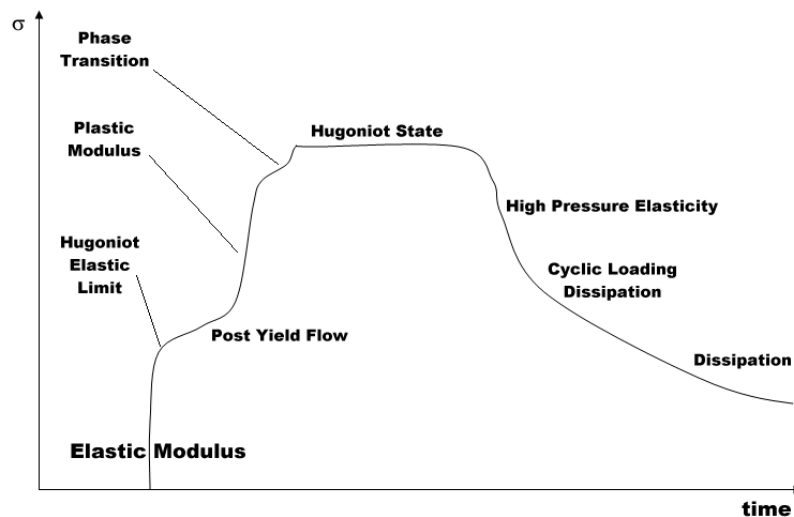 σ
Phase
Transition
Plastic
Modulus
Hugoniot State
High Pressure Elasticity
Hugoniot
Elastic
Limit
Cyclic Loading
Dissipation
Post Yield Flow
Dissipation
Elastic Modulus
time